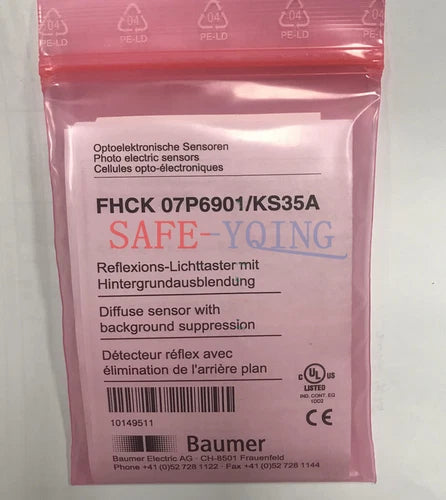 04 04 04
PE-LD PE-LD PE-LD
Optoelektronische Sensoren
Photo electric sensors
Cellules opto-électroniques
FHCK 07P6901/KS35A
SAFE-YQING
Reflexions-Lichttaster mit
Hintergrundausblendung
Diffuse sensor with
background suppression
Détecteur réflex avec
élimination de l'arrière plan
C UL US
LISTED
IND. CONT. EQ
1DD2
10149511
CE
Baumer
Baumer Electric AG · CH-8501 Frauenfeld
Phone +41 (0)52 728 1122 · Fax +41 (0)52 728 1144